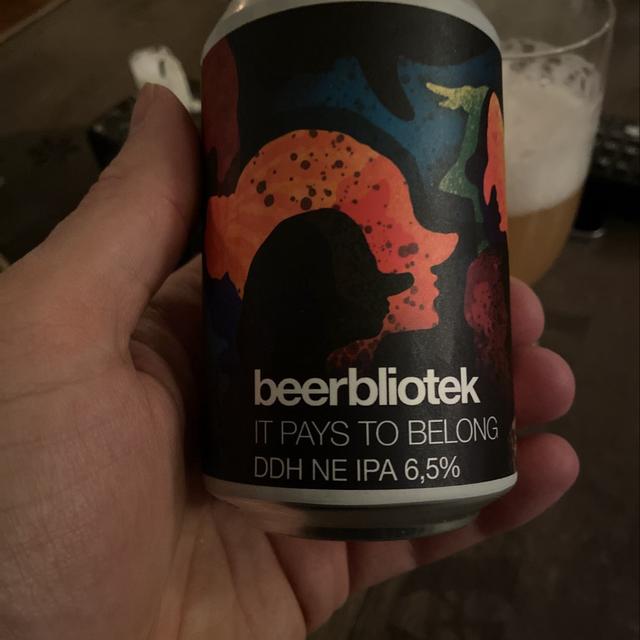 beerbliotek
IT PAYS TO BELONG
DDH NE IPA 6,5%